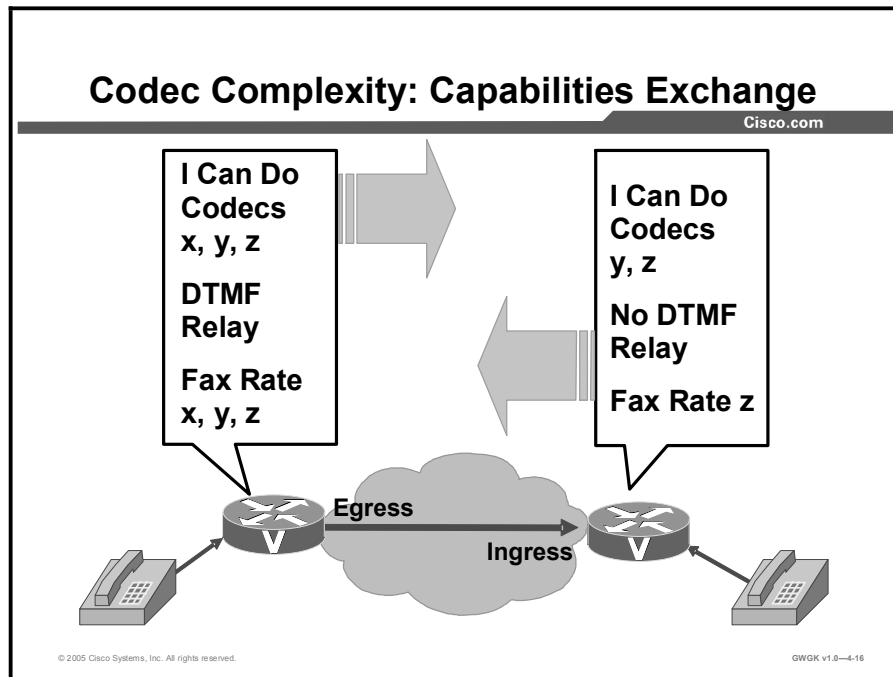 Codec Complexity: Capabilities Exchange
Cisco.com
I Can Do
Codecs
x, y, z
DTMF
Relay
Fax Rate
x, y, z
I Can Do
Codecs
y, z
No DTMF
Relay
Fax Rate z
Egress
Ingress
V
V
© 2005 Cisco Systems, Inc. All rights reserved.
GWGK v1.0—4-16